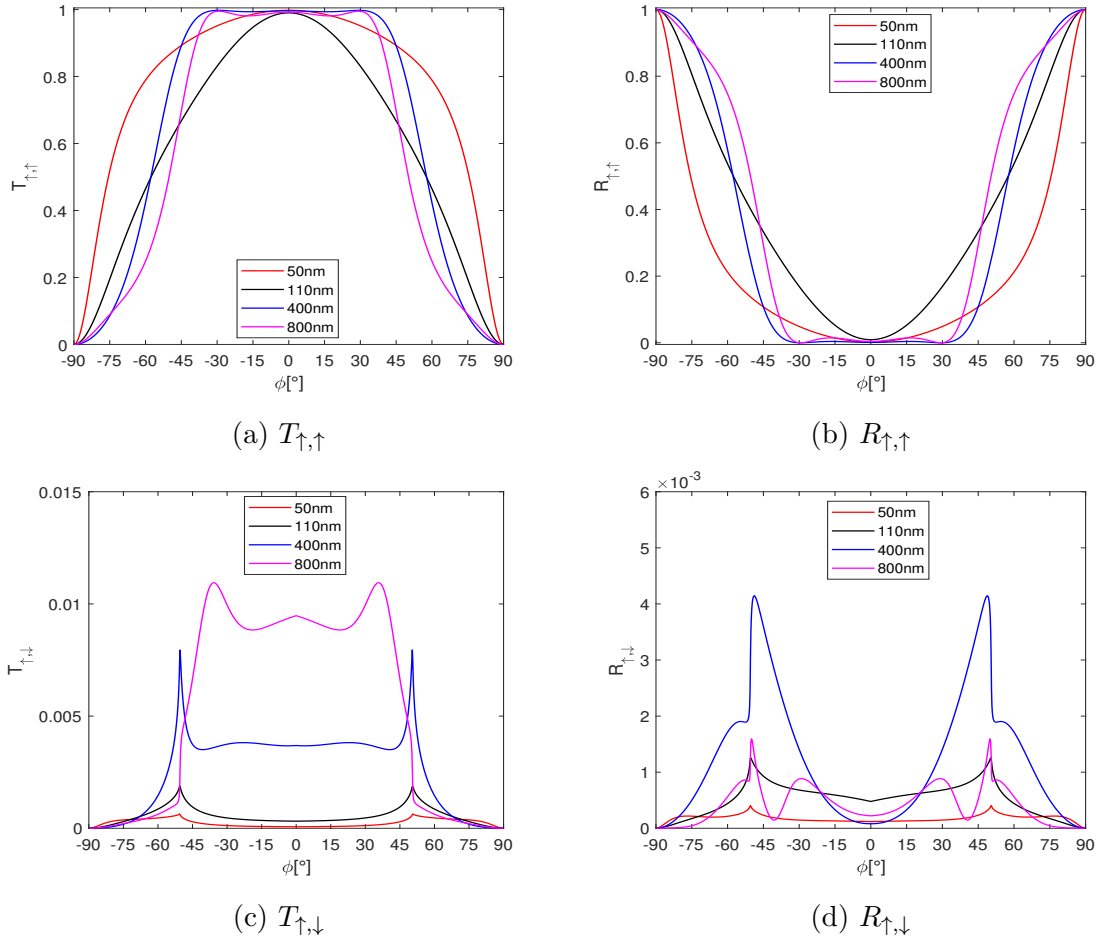 1
0.8
0.6
0.4
0.2
0
T↑,↑
50nm
110nm
400nm
800nm
-90 -75 -60 -45 -30 -15 0 15 30 45 60 75 90
ϕ[°]
(a) T↑,↑
1
0.8
0.6
0.4
0.2
0
R↑,↑
50nm
110nm
400nm
800nm
-90 -75 -60 -45 -30 -15 0 15 30 45 60 75 90
ϕ[°]
(b) R↑,↑
0.015
0.01
0.005
0
T↑,↓
50nm
110nm
400nm
800nm
-90 -75 -60 -45 -30 -15 0 15 30 45 60 75 90
ϕ[°]
(c) T↑,↓
×10⁻³
6
5
4
3
2
1
0
R↑,↓
50nm
110nm
400nm
800nm
-90 -75 -60 -45 -30 -15 0 15 30 45 60 75 90
ϕ[°]
(d) R↑,↓